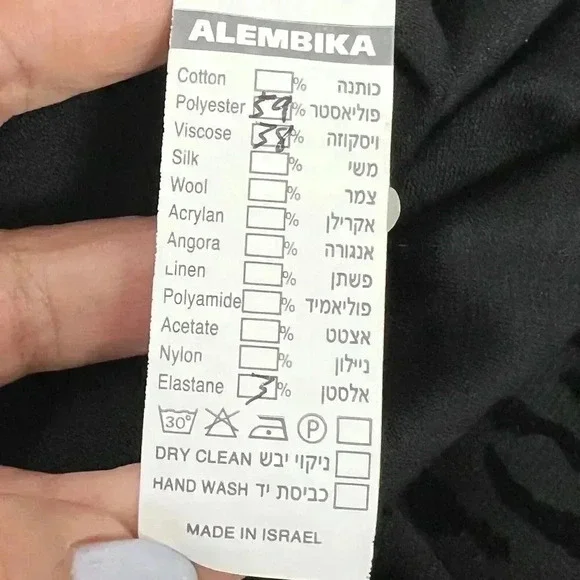 ALEMBIKA
Cotton % כותנה
Polyester 59% פוליאסטר
Viscose 38% ויסקוזה
Silk % משי
Wool % צמר
Acrylan % אקרילן
Angora % אנגורה
Linen % פשתן
Polyamide % פוליאמיד
Acetate % אצטט
Nylon % ניילון
Elastane 3% אלסטן
30° P
DRY CLEAN ניקוי יבש
HAND WASH כביסת יד
MADE IN ISRAEL